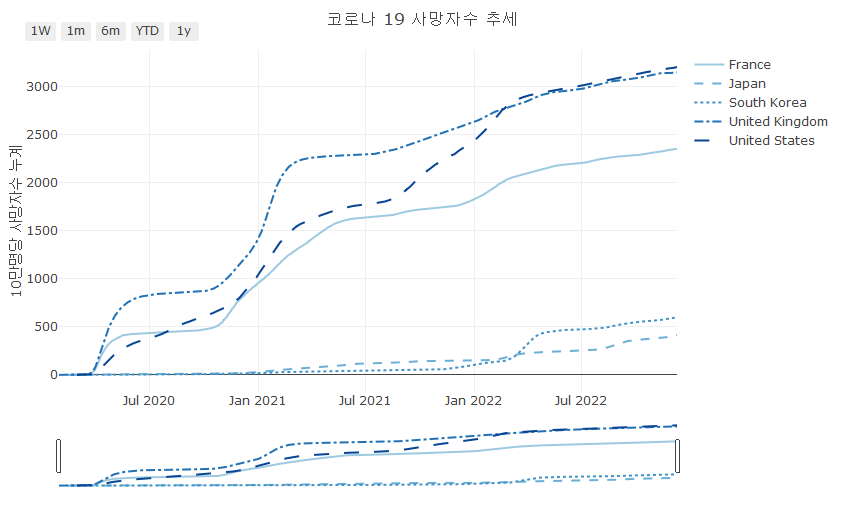 코로나 19 사망자수 추세
1W 1m 6m YTD 1y
10만명당 사망자수 누계
3000
2500
2000
1500
1000
500
0
Jul 2020 Jan 2021 Jul 2021 Jan 2022 Jul 2022
France
Japan
South Korea
United Kingdom
United States